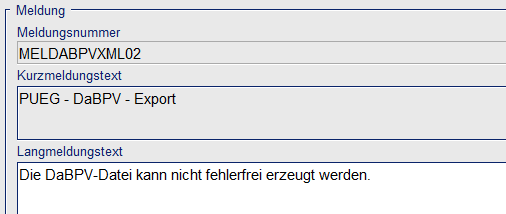 Meldung
Meldungsnummer
MELDABPVXML02
Kurzmeldungstext
PUEG - DaBPV - Export
Langmeldungstext
Die DaBPV-Datei kann nicht fehlerfrei erzeugt werden.